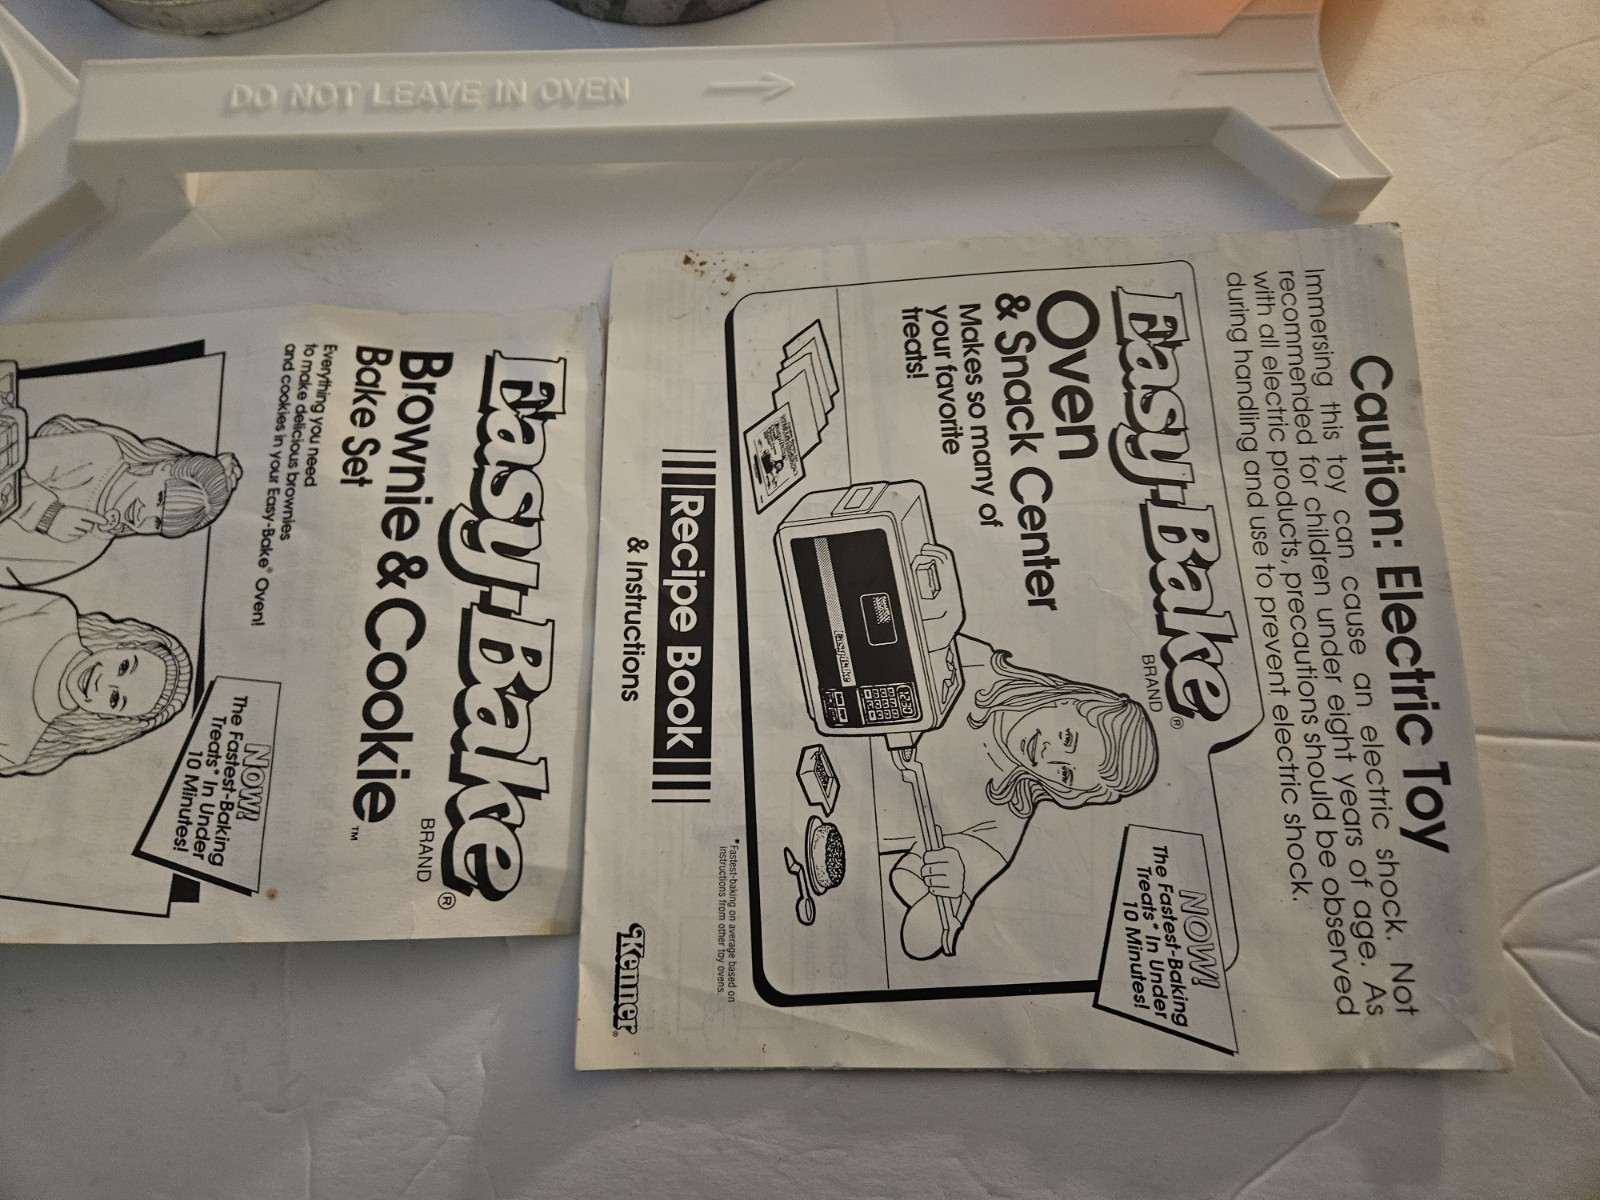 DO NOT LEAVE IN OVEN
Caution: Electric Toy
Immersing this toy can cause an electric shock. Not
recommended for children under eight years of age. As
with all electric products, precautions should be observed
during handling and use to prevent electric shock.
Easy-Bake®
BRAND
Oven
& Snack Center
Makes so many of
your favorite
treats!
NOW!
The Fastest-Baking
Treats* In Under
10 Minutes!
Easy-Bake
12:30
*Fastest-baking on average based on
instructions from other toy ovens.
Recipe Book
& Instructions
Kenner®
Easy-Bake®
BRAND
Brownie & Cookie™
Bake Set
Everything you need
to make delicious brownies
and cookies in your Easy-Bake® Oven!
NOW!
The Fastest-Baking
Treats* In Under
10 Minutes!